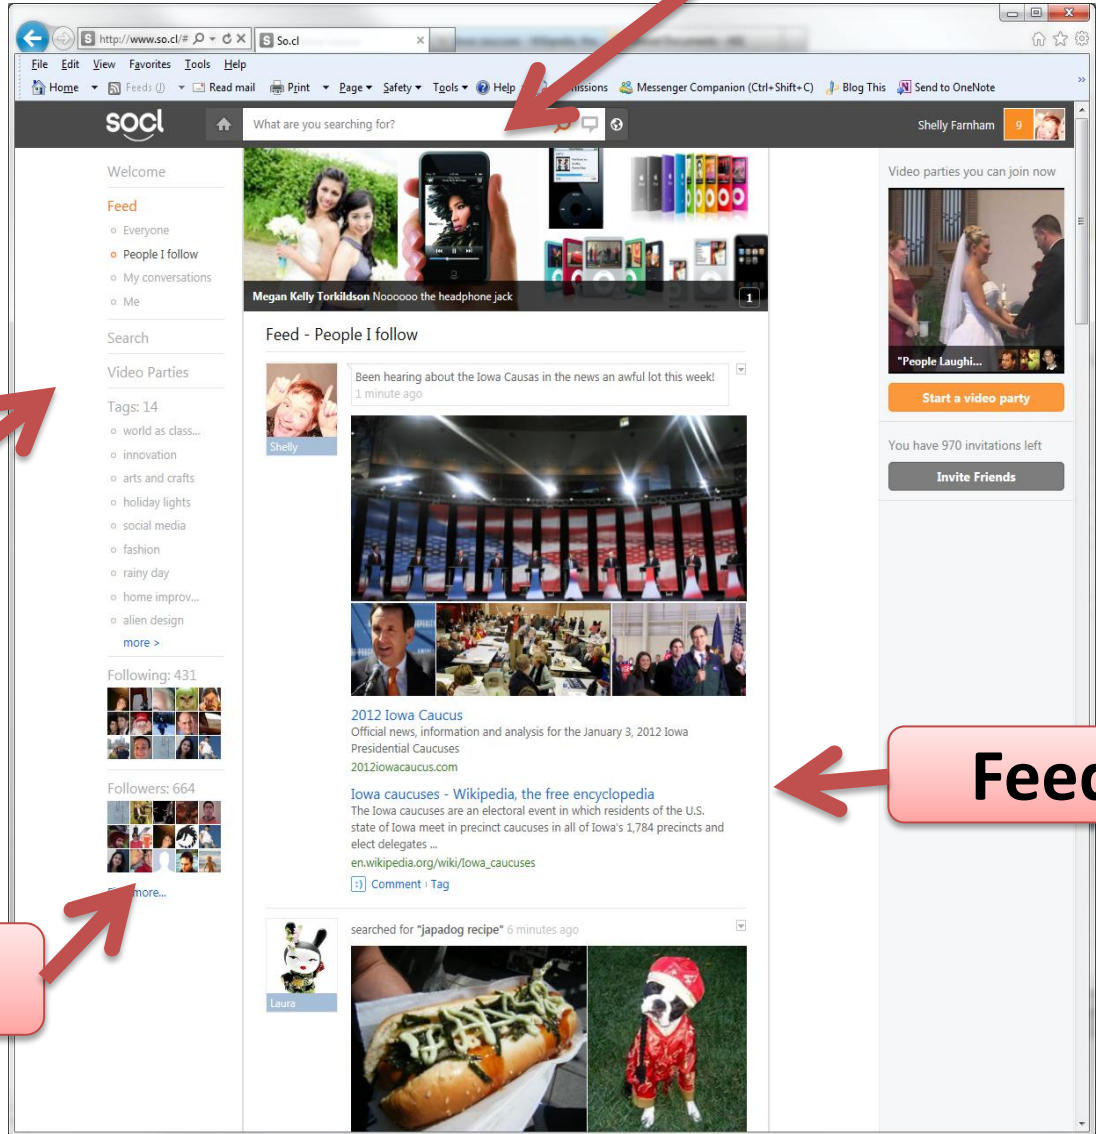 http://www.so.cl/#
So.cl
File Edit View Favorites Tools Help
Home Feeds (J) Read mail Print Page Safety Tools Help Messenger Companion (Ctrl+Shift+C) Blog This Send to OneNote
socl
What are you searching for?
Shelly Farnham 9
Welcome
Feed
Everyone
People I follow
My conversations
Me
Search
Video Parties
Tags: 14
world as class...
innovation
arts and crafts
holiday lights
social media
fashion
rainy day
home improv...
alien design
more >
Following: 431
Followers: 664
more...
Megan Kelly Torkildson Noooooo the headphone jack
1
Feed - People I follow
Been hearing about the Iowa Causas in the news an awful lot this week!
1 minute ago
Shelly
2012 Iowa Caucus
Official news, information and analysis for the January 3, 2012 Iowa
Presidential Caucuses
2012iowacaucus.com
Iowa caucuses - Wikipedia, the free encyclopedia
The Iowa caucuses are an electoral event in which residents of the U.S.
state of Iowa meet in precinct caucuses in all of Iowa's 1,784 precincts and
elect delegates ...
en.wikipedia.org/wiki/Iowa_caucuses
:) Comment Tag
searched for "japadog recipe" 6 minutes ago
Laura
Video parties you can join now
"People Laughi...
Start a video party
You have 970 invitations left
Invite Friends
Feed